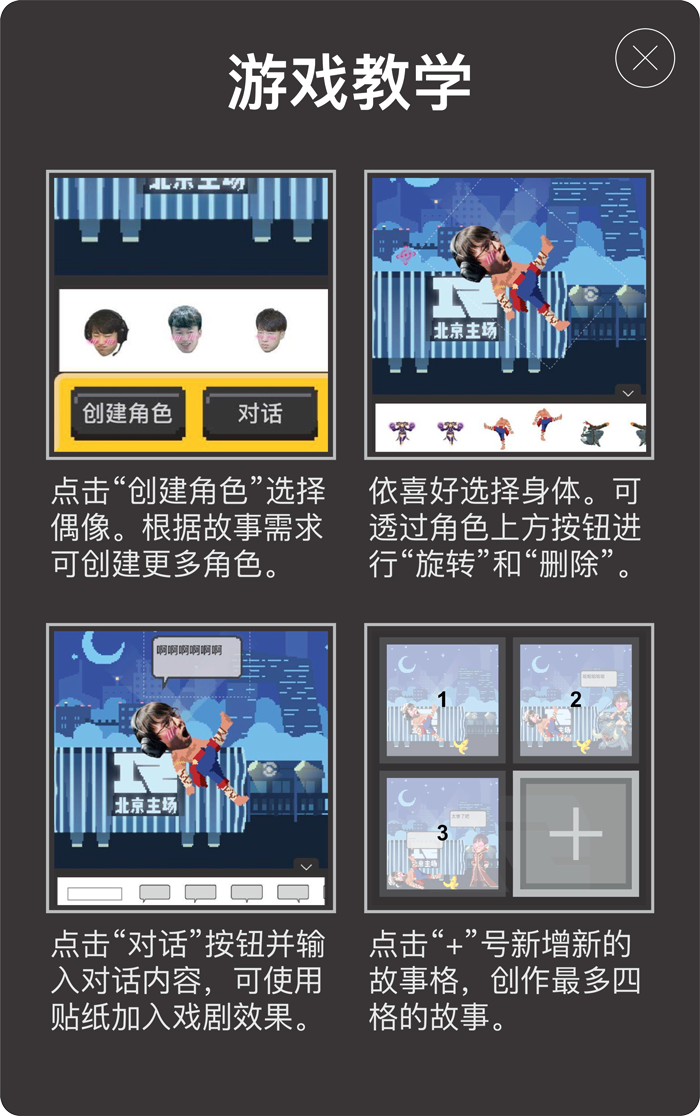 游戏教学
北京主场
创建角色
对话
北京主场
点击“创建角色”选择
偶像。根据故事需求
可创建更多角色。
依喜好选择身体。可
透过角色上方按钮进
行“旋转”和“删除”。
啊啊啊啊啊啊
北京主场
1
2
3
点击“对话”按钮并输
入对话内容，可使用
贴纸加入戏剧效果。
点击“+”号新增新的
故事格，创作最多四
格的故事。